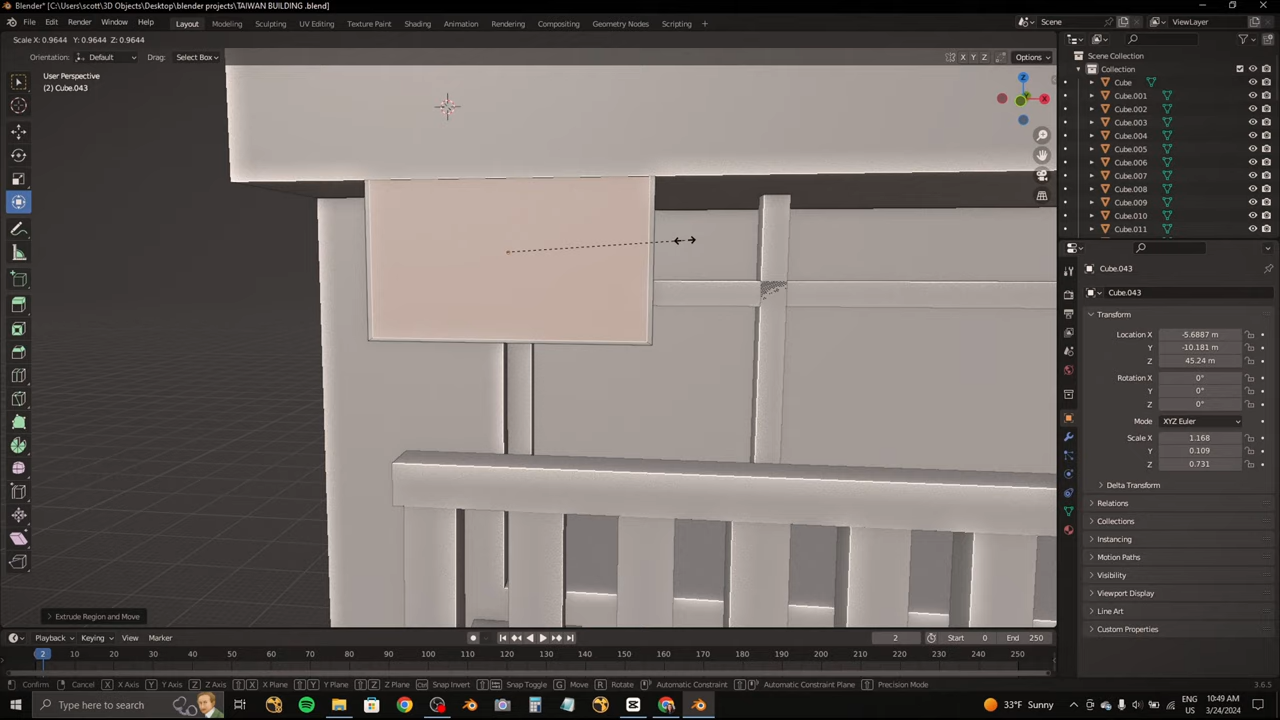 Blender* [C:\Users\scott\3D Objects\Desktop\blender projects\TAIWAN BUILDING .blend]
File Edit Render Window Help
Layout Modeling Sculpting UV Editing Texture Paint Shading Animation Rendering Compositing Geometry Nodes Scripting +
Scene ViewLayer
Scale X: 0.9644 Y: 0.9644 Z: 0.9644
Orientation: Default Drag: Select Box X Y Z Options
User Perspective
(2) Cube.043
Z
X
Scene Collection
Collection
Cube
Cube.001
Cube.002
Cube.003
Cube.004
Cube.005
Cube.006
Cube.007
Cube.008
Cube.009
Cube.010
Cube.011
Cube.043
Cube.043
Transform
Location X -5.6887 m
Y -10.181 m
Z 45.24 m
Rotation X 0°
Y 0°
Z 0°
Mode XYZ Euler
Scale X 1.168
Y 0.109
Z 0.731
Delta Transform
Relations
Collections
Instancing
Motion Paths
Visibility
Viewport Display
Line Art
Custom Properties
Extrude Region and Move
Playback Keying View Marker 2 Start 0 End 250
2 10 20 30 40 50 60 70 80 90 100 110 120 130 140 150 160 170 180 190 200 210 220 230 240 250
Confirm Cancel X X Axis Y Y Axis Z Z Axis X X Plane Y Y Plane Z Z Plane Ctrl Snap Invert Snap Toggle G Move R Rotate Automatic Constraint Automatic Constraint Plane Precision Mode 3.6.5
Type here to search
33°F Sunny
ENG
US
10:49 AM
3/24/2024